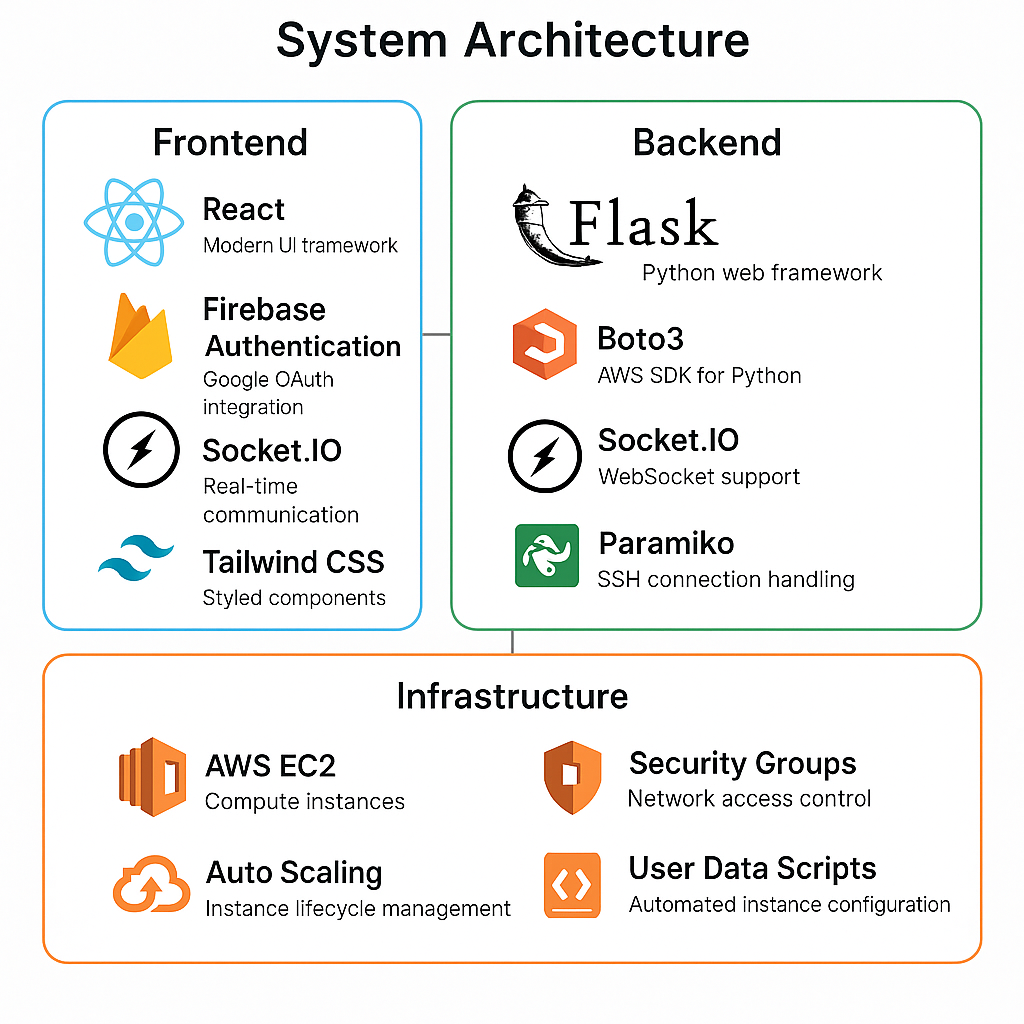 System Architecture
Frontend
React
Modern UI tramework
Firebase
Authentication
Google OAuth
integration
Socket.IO
Real-time
communication
Tailwind CSS
Styled components
Backend
Flask
Python web framework
Boto3
AWS SDK for Python
Socket.IO
WebSocket support
Paramiko
SSH connection handling
Infrastructure
AWS EC2
Compute instances
Security Groups
Network access control
Auto Scaling
Instance lifecycle management
User Data Scripts
Automated instance configuration